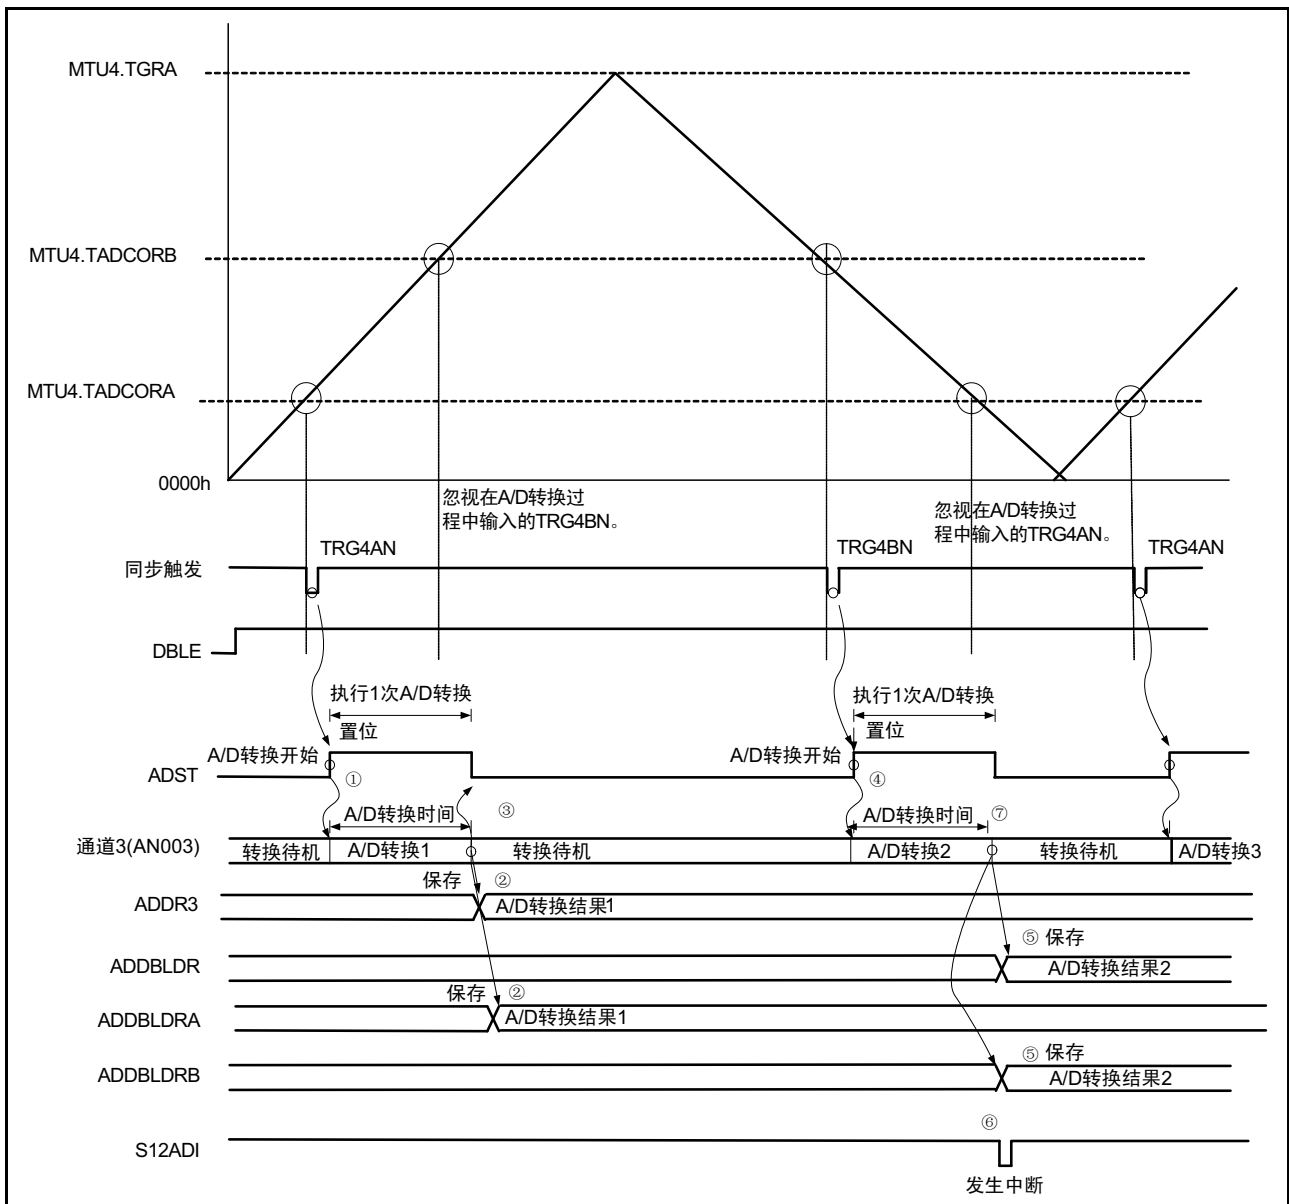 MTU4.TGRA
MTU4.TADCORB
MTU4.TADCORA
0000h
忽视在A/D转换过
程中输入的TRG4BN。
忽视在A/D转换过
程中输入的TRG4AN。
TRG4AN
TRG4BN
TRG4AN
同步触发
DBLE
执行1次A/D转换
执行1次A/D转换
置位
置位
A/D转换开始
A/D转换开始
ADST
①
④
A/D转换时间
③
A/D转换时间
⑦
通道3(AN003)
转换待机
A/D转换1
转换待机
A/D转换2
转换待机
A/D转换3
保存
②
ADDR3
A/D转换结果1
⑤ 保存
ADDBLDR
A/D转换结果2
保存
②
ADDBLDRA
A/D转换结果1
⑤ 保存
ADDBLDRB
A/D转换结果2
⑥
S12ADI
发生中断